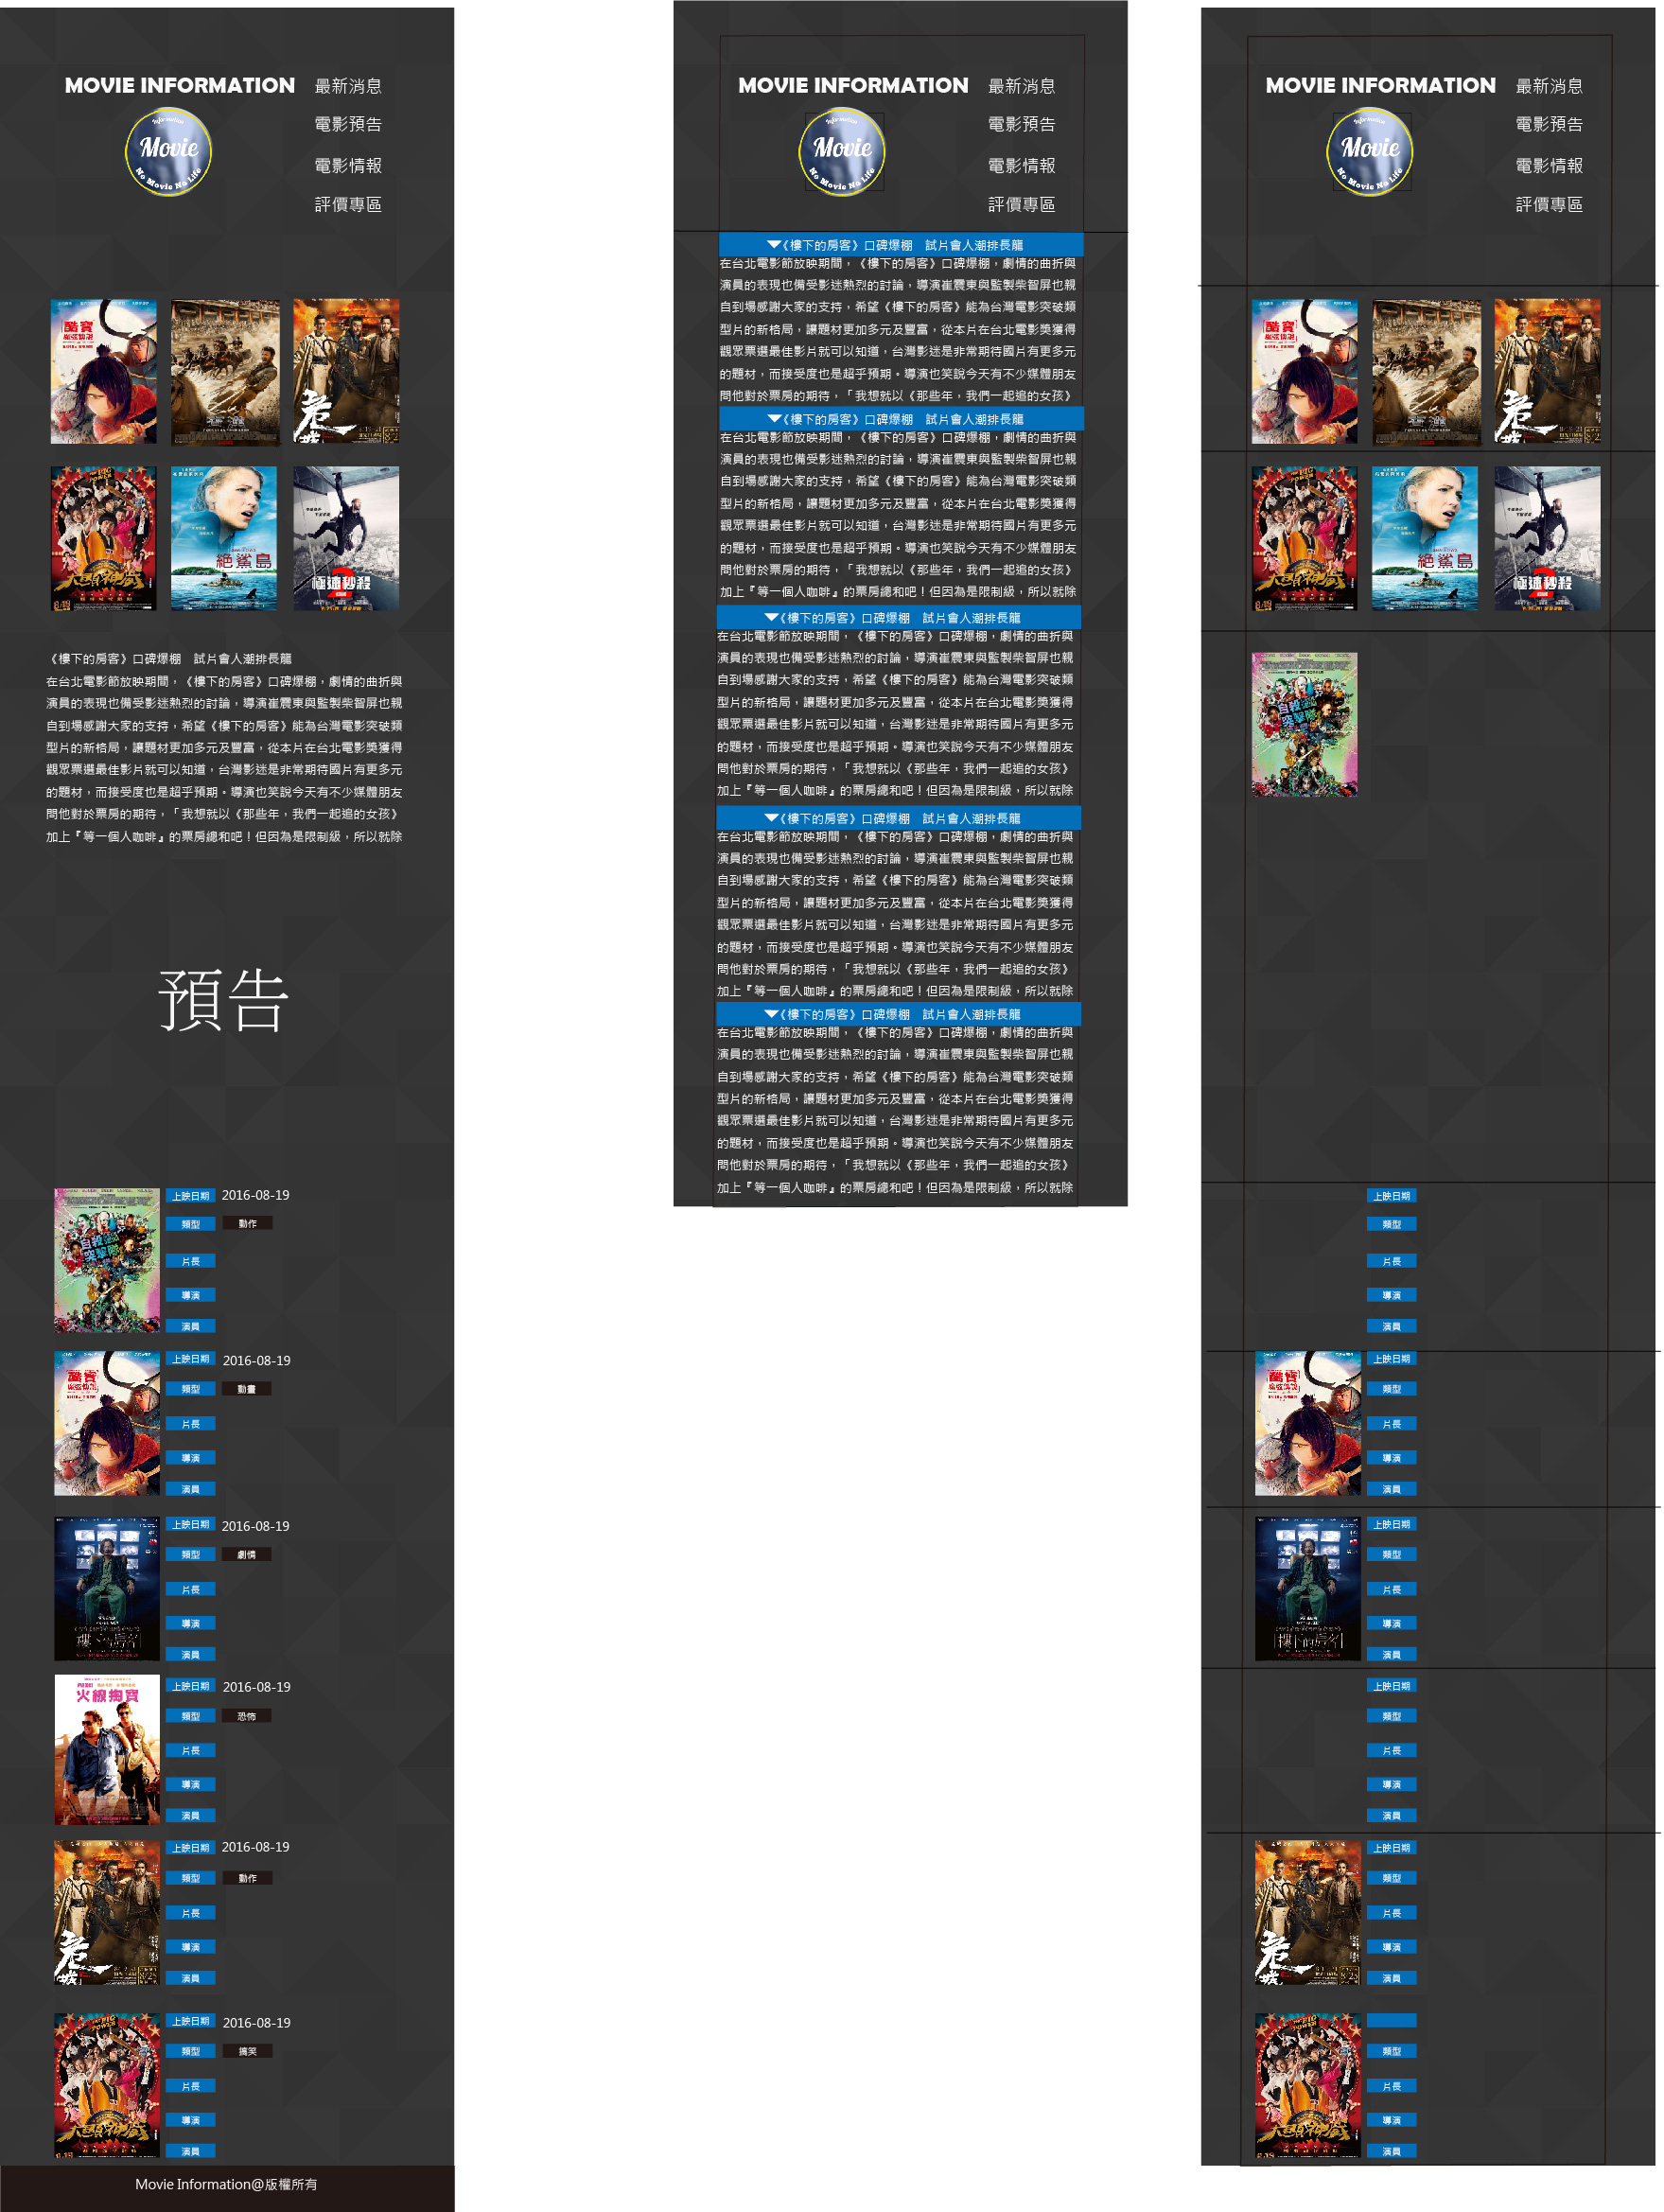 MOVIE INFORMATION
最新消息
電影預告
電影情報
評價專區
Information
Movie
No Movie No Life
酷寶
危城
大顯神威
絕鯊島
極速秒殺
2
《樓下的房客》口碑爆棚　試片會人潮排長龍
在台北電影節放映期間，《樓下的房客》口碑爆棚，劇情的曲折與
演員的表現也備受影迷熱烈的討論，導演崔震東與監製柴智屏也親
自到場感謝大家的支持，希望《樓下的房客》能為台灣電影突破類
型片的新格局，讓題材更加多元及豐富，從本片在台北電影獎獲得
觀眾票選最佳影片就可以知道，台灣影迷是非常期待國片有更多元
的題材，而接受度也是超乎預期。導演也笑說今天有不少媒體朋友
問他對於票房的期待，「我想就以《那些年，我們一起追的女孩》
加上『等一個人咖啡』的票房總和吧！但因為是限制級，所以就除
預告
自殺突擊隊
上映日期 2016-08-19
類型 動作
片長
導演
演員
酷寶
上映日期 2016-08-19
類型 動畫
片長
導演
演員
樓下的房客
上映日期 2016-08-19
類型 劇情
片長
導演
演員
火線掏寶
上映日期 2016-08-19
類型 恐怖
片長
導演
演員
危城
上映日期 2016-08-19
類型 動作
片長
導演
演員
上映日期 2016-08-19
類型 搞笑
片長
導演
演員
Movie Information@版權所有
MOVIE INFORMATION
最新消息
電影預告
電影情報
評價專區
Information
Movie
No Movie No Life
《樓下的房客》口碑爆棚　試片會人潮排長龍
在台北電影節放映期間，《樓下的房客》口碑爆棚，劇情的曲折與
演員的表現也備受影迷熱烈的討論，導演崔震東與監製柴智屏也親
自到場感謝大家的支持，希望《樓下的房客》能為台灣電影突破類
型片的新格局，讓題材更加多元及豐富，從本片在台北電影獎獲得
觀眾票選最佳影片就可以知道，台灣影迷是非常期待國片有更多元
的題材，而接受度也是超乎預期。導演也笑說今天有不少媒體朋友
問他對於票房的期待，「我想就以《那些年，我們一起追的女孩》
《樓下的房客》口碑爆棚　試片會人潮排長龍
在台北電影節放映期間，《樓下的房客》口碑爆棚，劇情的曲折與
演員的表現也備受影迷熱烈的討論，導演崔震東與監製柴智屏也親
自到場感謝大家的支持，希望《樓下的房客》能為台灣電影突破類
型片的新格局，讓題材更加多元及豐富，從本片在台北電影獎獲得
觀眾票選最佳影片就可以知道，台灣影迷是非常期待國片有更多元
的題材，而接受度也是超乎預期。導演也笑說今天有不少媒體朋友
問他對於票房的期待，「我想就以《那些年，我們一起追的女孩》
加上『等一個人咖啡』的票房總和吧！但因為是限制級，所以就除
《樓下的房客》口碑爆棚　試片會人潮排長龍
在台北電影節放映期間，《樓下的房客》口碑爆棚，劇情的曲折與
演員的表現也備受影迷熱烈的討論，導演崔震東與監製柴智屏也親
自到場感謝大家的支持，希望《樓下的房客》能為台灣電影突破類
型片的新格局，讓題材更加多元及豐富，從本片在台北電影獎獲得
觀眾票選最佳影片就可以知道，台灣影迷是非常期待國片有更多元
的題材，而接受度也是超乎預期。導演也笑說今天有不少媒體朋友
問他對於票房的期待，「我想就以《那些年，我們一起追的女孩》
加上『等一個人咖啡』的票房總和吧！但因為是限制級，所以就除
《樓下的房客》口碑爆棚　試片會人潮排長龍
在台北電影節放映期間，《樓下的房客》口碑爆棚，劇情的曲折與
演員的表現也備受影迷熱烈的討論，導演崔震東與監製柴智屏也親
自到場感謝大家的支持，希望《樓下的房客》能為台灣電影突破類
型片的新格局，讓題材更加多元及豐富，從本片在台北電影獎獲得
觀眾票選最佳影片就可以知道，台灣影迷是非常期待國片有更多元
的題材，而接受度也是超乎預期。導演也笑說今天有不少媒體朋友
問他對於票房的期待，「我想就以《那些年，我們一起追的女孩》
加上『等一個人咖啡』的票房總和吧！但因為是限制級，所以就除
《樓下的房客》口碑爆棚　試片會人潮排長龍
在台北電影節放映期間，《樓下的房客》口碑爆棚，劇情的曲折與
演員的表現也備受影迷熱烈的討論，導演崔震東與監製柴智屏也親
自到場感謝大家的支持，希望《樓下的房客》能為台灣電影突破類
型片的新格局，讓題材更加多元及豐富，從本片在台北電影獎獲得
觀眾票選最佳影片就可以知道，台灣影迷是非常期待國片有更多元
的題材，而接受度也是超乎預期。導演也笑說今天有不少媒體朋友
問他對於票房的期待，「我想就以《那些年，我們一起追的女孩》
加上『等一個人咖啡』的票房總和吧！但因為是限制級，所以就除
MOVIE INFORMATION
最新消息
電影預告
電影情報
評價專區
Information
Movie
No Movie No Life
酷寶
危城
絕鯊島
極速秒殺
2
自殺突擊隊
上映日期
類型
片長
導演
演員
酷寶
上映日期
類型
片長
導演
演員
樓下的房客
上映日期
類型
片長
導演
演員
上映日期
類型
片長
導演
演員
危城
上映日期
類型
片長
導演
演員
類型
片長
導演
演員